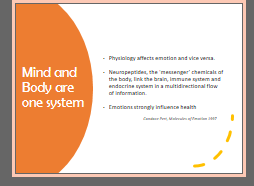 Mind and
Body are
one system
- Physiology affects emotion and vice versa.
- Neuropeptides, the 'messenger' chemicals of
the body, link the brain, immune system and
endocrine system in a multidirectional flow
of information.
- Emotions strongly influence health
Candace Pert, Molecules of Emotion 1997